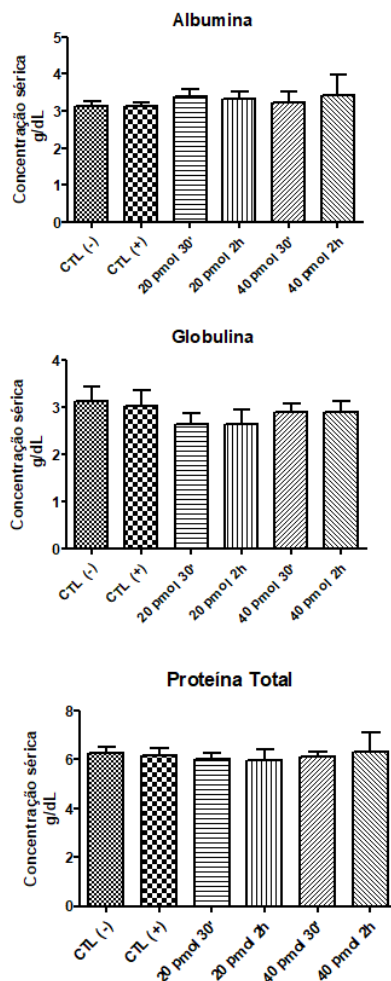 Albumina
Concentração sérica
g/dL
5
4
3
2
1
0
CTL (-)
CTL (+)
20 pmol 30'
20 pmol 2h
40 pmol 30'
40 pmol 2h
Globulina
Concentração sérica
g/dL
4
3
2
1
0
CTL (-)
CTL (+)
20 pmol 30'
20 pmol 2h
40 pmol 30'
40 pmol 2h
Proteína Total
Concentração sérica
g/dL
8
6
4
2
0
CTL (-)
CTL (+)
20 pmol 30'
20 pmol 2h
40 pmol 30'
40 pmol 2h